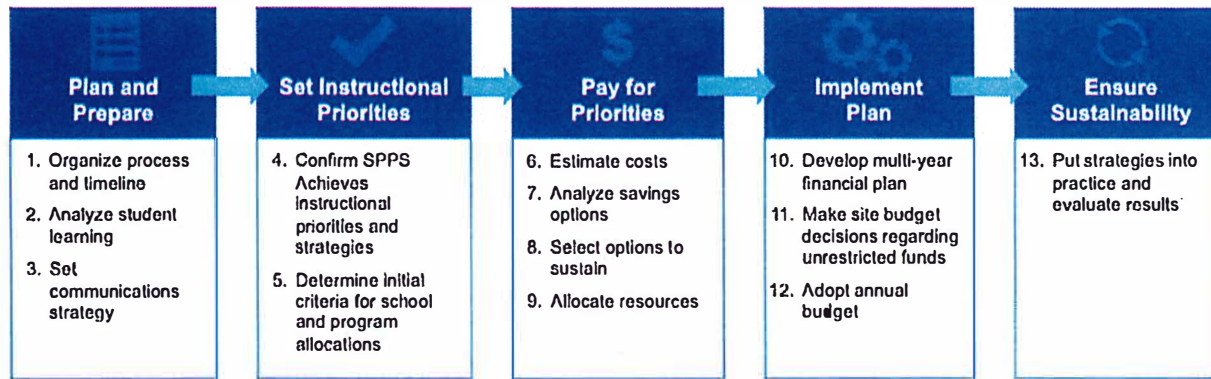 Plan and
Prepare
1. Organize process
and timeline
2. Analyze student
learning
3. Set
communications
strategy
Set Instructional
Priorities
4. Confirm SPPS
Achieves
instructional
priorities and
strategies
5. Determine initial
criteria for school
and program
allocations
$
Pay for
Priorities
6. Estimate costs
7. Analyze savings
options
8. Select options to
sustain
9. Allocate resources
Implement
Plan
10. Develop multi-year
financial plan
11. Make site budget
decisions regarding
unrestricted funds
12. Adopt annual
budget
Ensure
Sustainability
13. Put strategies into
practice and
evaluate results